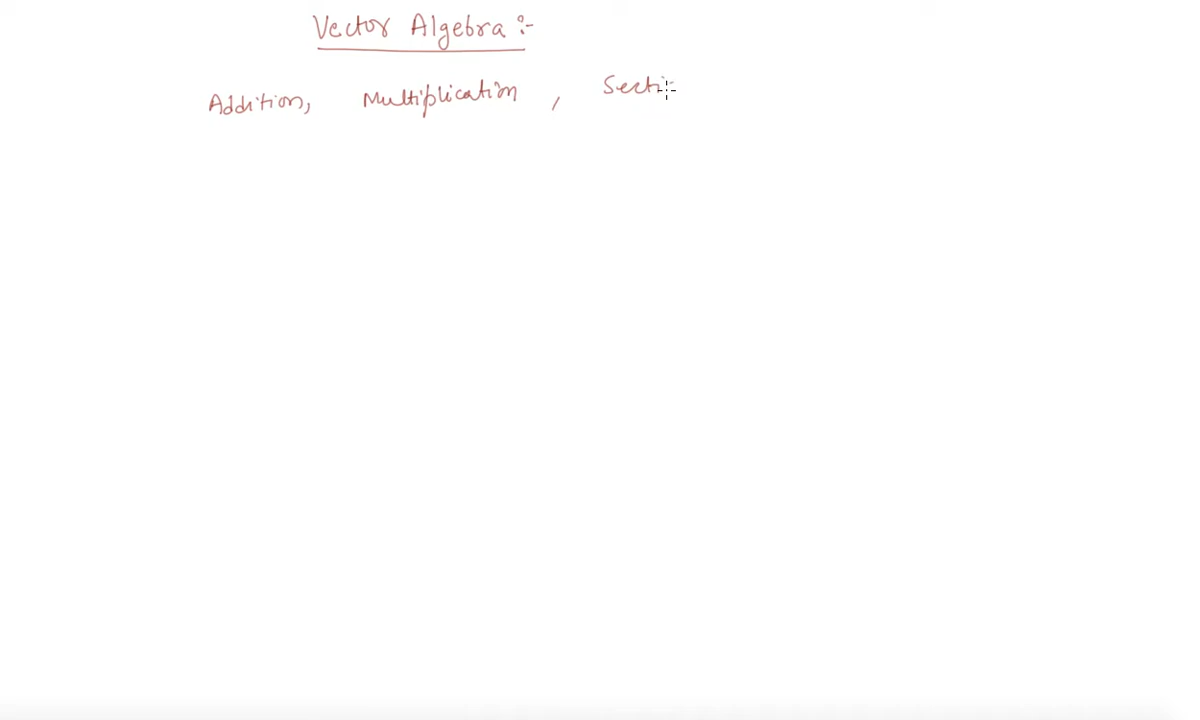 Vector Algebra :-
Addition, Multiplication , Secti